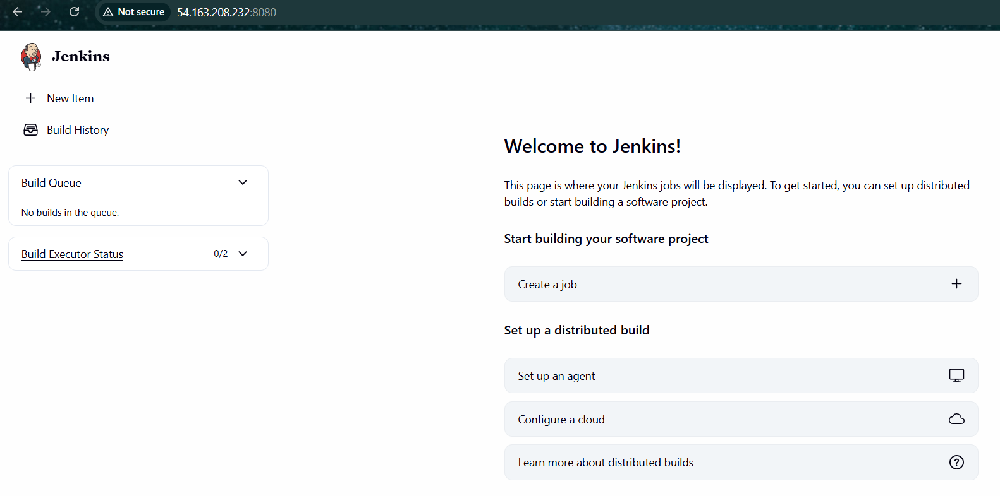 Not secure
54.163.208.232:8080
Jenkins
New Item
Build History
Build Queue
No builds in the queue.
Build Executor Status
0/2
Welcome to Jenkins!
This page is where your Jenkins jobs will be displayed. To get started, you can set up distributed
builds or start building a software project.
Start building your software project
Create a job
Set up a distributed build
Set up an agent
Configure a cloud
Learn more about distributed builds